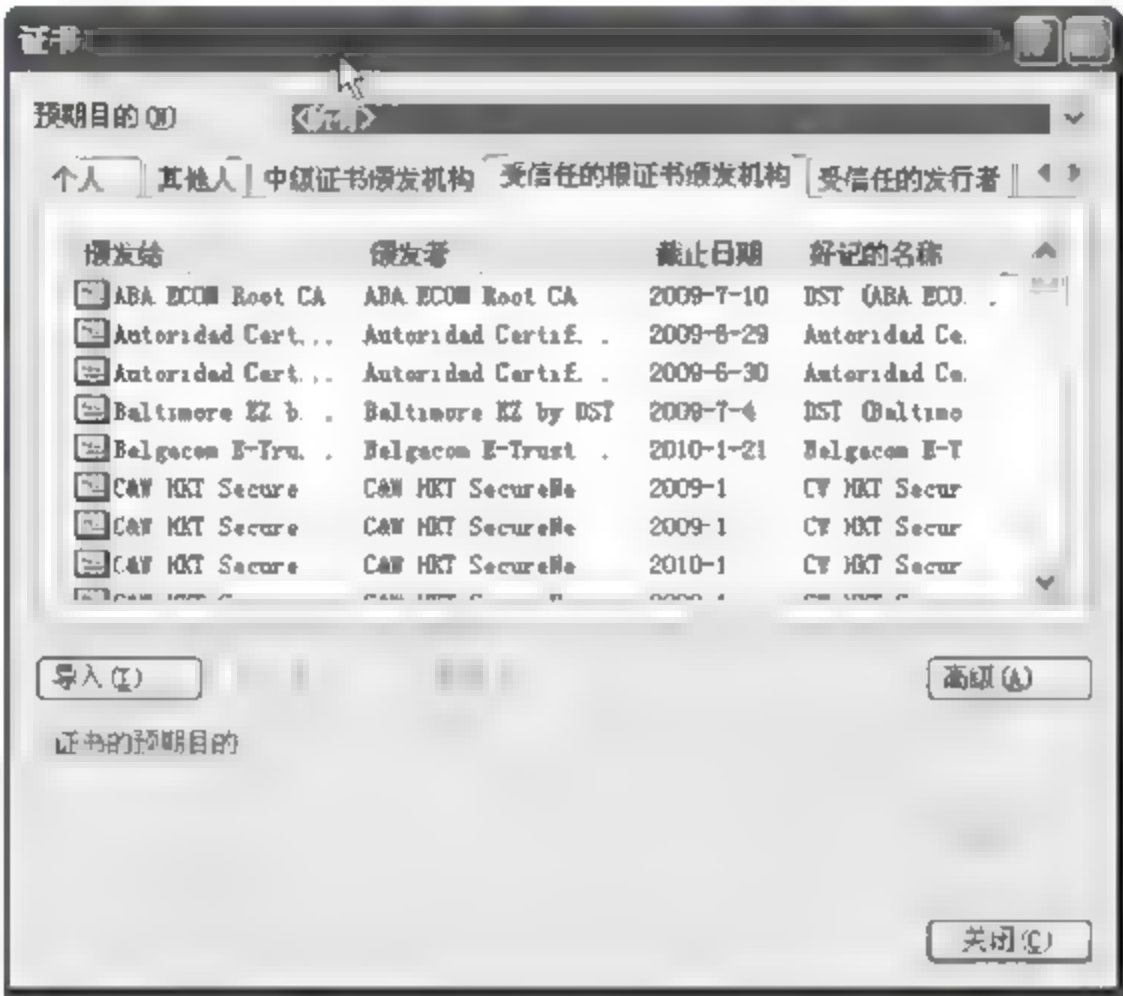 证书
预期目的(N) <所有>
个人 其他人 中级证书颁发机构 受信任的根证书颁发机构 受信任的发行者
颁发给 颁发者 截止日期 好记的名称
ABA ECOM Root CA ABA ECOM Root CA 2009-7-10 DST (ABA ECO. .
Autoridad Cert... Autoridad Certif. . 2009-6-29 Autoridad Ce.
Autoridad Cert... Autoridad Certif. . 2009-6-30 Autoridad Ce.
Baltimore EZ b. . Baltimore EZ by DST 2009-7-4 DST (Baltimo
Belgacom E-Tru. . Belgacom E-Trust . 2010-1-21 Belgacom E-T
C&W HKT Secure C&W HKT SecureNe 2009-1 CW HKT Secur
C&W HKT Secure C&W HKT SecureNe 2009-1 CW HKT Secur
C&W HKT Secure C&W HKT SecureNe 2010-1 CW HKT Secur
导入(I) 高级(A)
证书的预期目的
关闭(C)